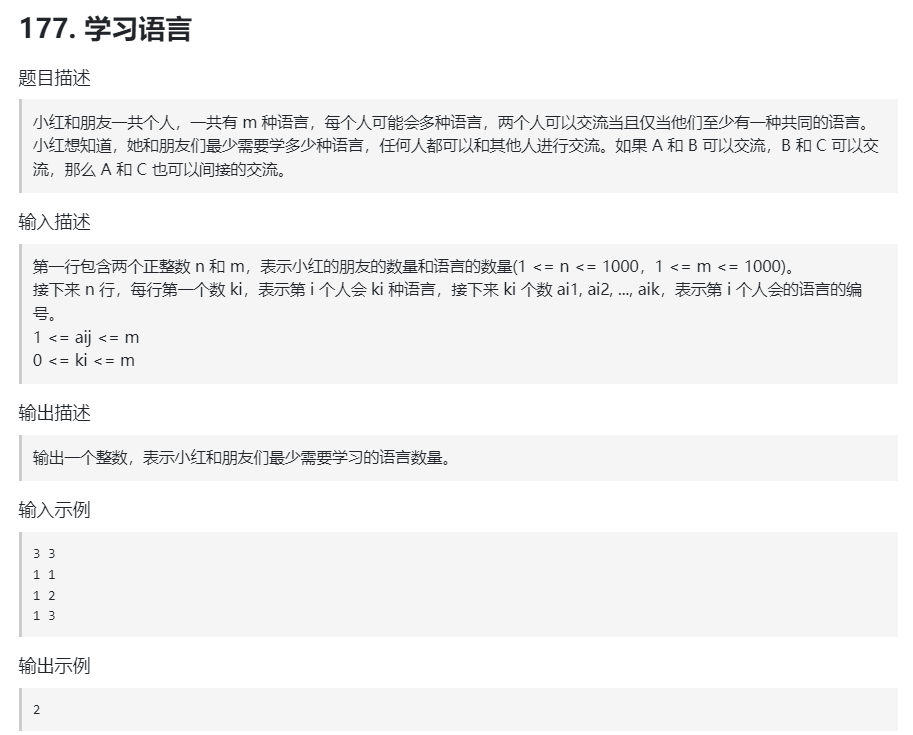 177. 学习语言
题目描述
小红和朋友一共个人，一共有 m 种语言，每个人可能会多种语言，两个人可以交流当且仅当他们至少有一种共同的语言。
小红想知道，她和朋友们最少需要学多少种语言，任何人都可以和其他人进行交流。如果 A 和 B 可以交流，B 和 C 可以交
流，那么 A 和 C 也可以间接的交流。
输入描述
第一行包含两个正整数 n 和 m，表示小红的朋友的数量和语言的数量(1 <= n <= 1000，1 <= m <= 1000)。
接下来 n 行，每行第一个数 ki，表示第 i 个人会 ki 种语言，接下来 ki 个数 ai1, ai2, ..., aik，表示第 i 个人会的语言的编
号。
1 <= aij <= m
0 <= ki <= m
输出描述
输出一个整数，表示小红和朋友们最少需要学习的语言数量。
输入示例
3 3
1 1
1 2
1 3
输出示例
2